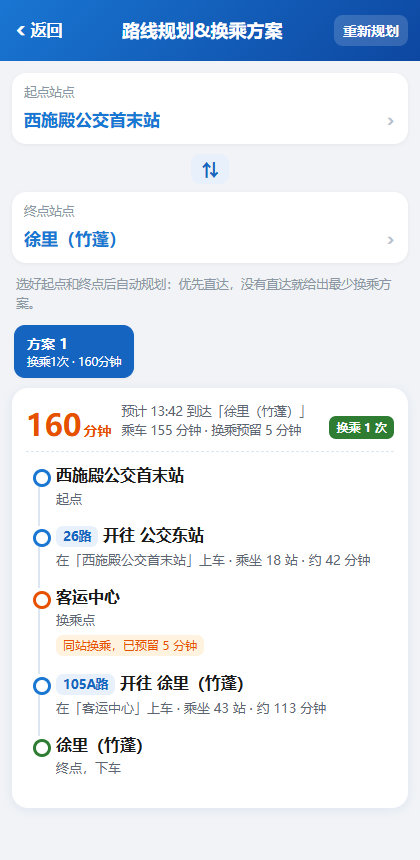 返回
路线规划&换乘方案
重新规划
起点站点
西施殿公交首末站
终点站点
徐里（竹蓬）
选好起点和终点后自动规划：优先直达，没有直达就给出最少换乘方
案。
方案 1
换乘1次 · 160分钟
160 分钟
预计 13:42 到达「徐里（竹蓬）」
乘车 155 分钟 · 换乘预留 5 分钟
换乘 1 次
西施殿公交首末站
起点
26路 开往 公交东站
在「西施殿公交首末站」上车 · 乘坐 18 站 · 约 42 分钟
客运中心
换乘点
同站换乘，已预留 5 分钟
105A路 开往 徐里（竹蓬）
在「客运中心」上车 · 乘坐 43 站 · 约 113 分钟
徐里（竹蓬）
终点，下车